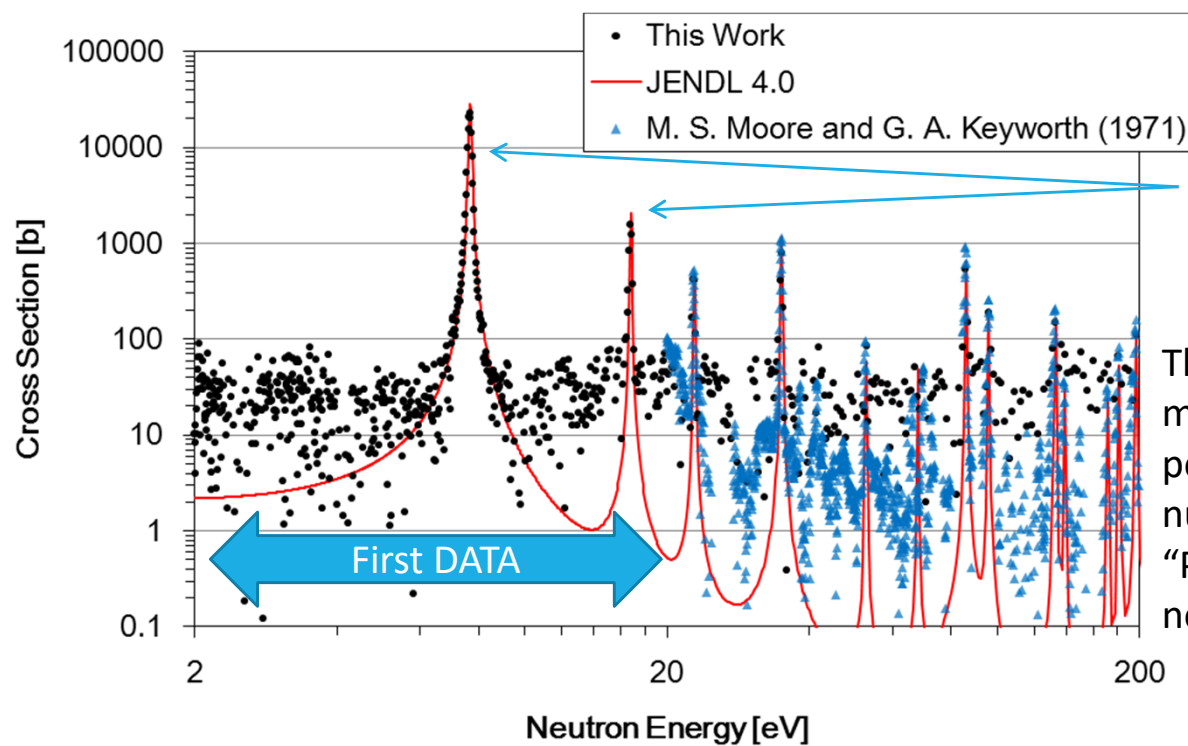 This Work
JENDL 4.0
M. S. Moore and G. A. Keyworth (1971)
100000
10000
1000
100
10
1
0.1
Cross Section [b]
First DATA
2
20
200
Neutron Energy [eV]